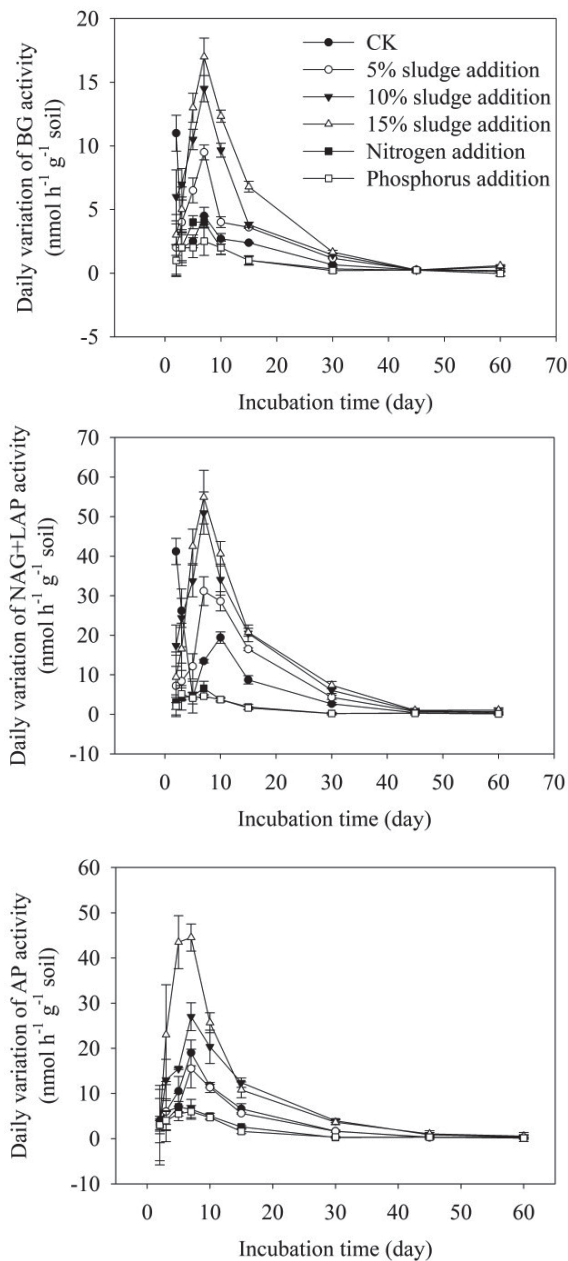 20
15
10
5
0
-5
Daily variation of BG activity
(nmol h⁻¹ g⁻¹ soil)
CK
5% sludge addition
10% sludge addition
15% sludge addition
Nitrogen addition
Phosphorus addition
0 10 20 30 40 50 60 70
Incubation time (day)
70
60
50
40
30
20
10
0
-10
Daily variation of NAG+LAP activity
(nmol h⁻¹ g⁻¹ soil)
0 10 20 30 40 50 60 70
Incubation time (day)
60
50
40
30
20
10
0
-10
Daily variation of AP activity
(nmol h⁻¹ g⁻¹ soil)
0 10 20 30 40 50 60
Incubation time (day)